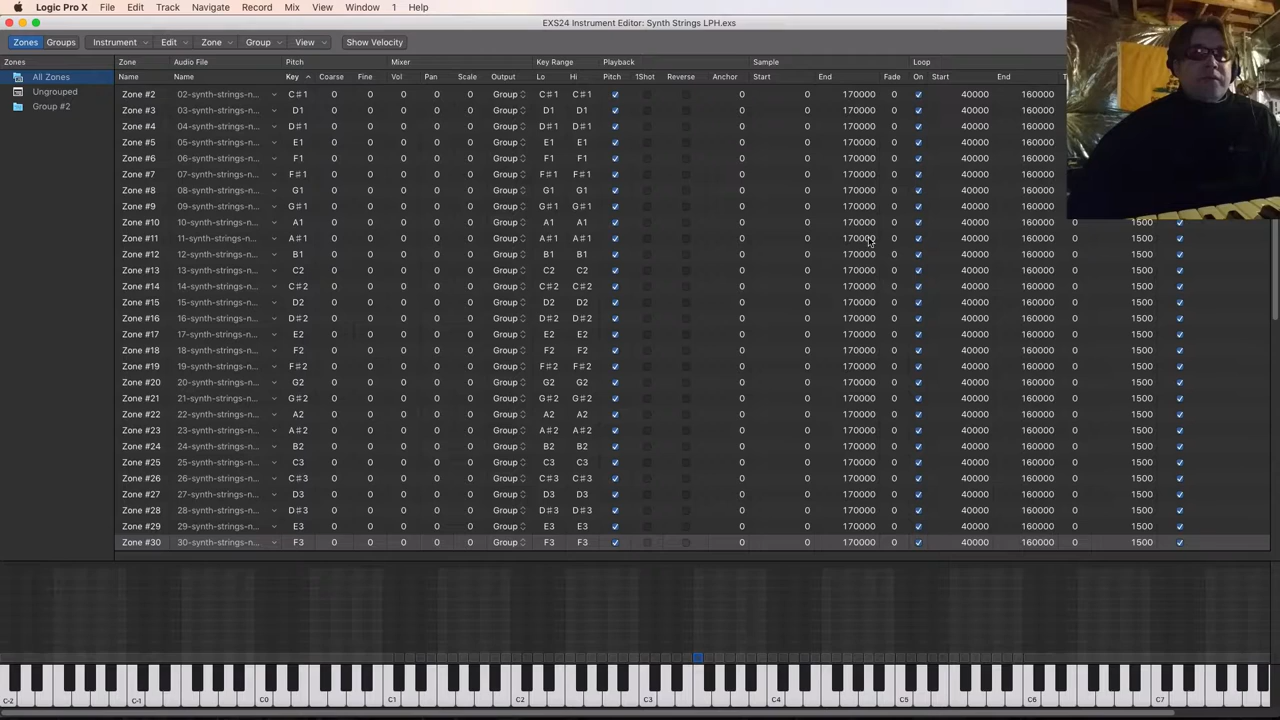 Logic Pro X File Edit Track Navigate Record Mix View Window 1 Help
EXS24 Instrument Editor: Synth Strings LPH.exs
Zones Groups Instrument Edit Zone Group View Show Velocity
Zones Zone Audio File Pitch Mixer Key Range Playback Sample Loop
All Zones Name Name Key Coarse Fine Vol Pan Scale Output Lo Hi Pitch 1Shot Reverse Anchor Start End Fade On Start End
Ungrouped Zone #2 02-synth-strings-n... C♯1 0 0 0 0 0 Group C♯1 C♯1 0 0 170000 0 40000 160000
Group #2 Zone #3 03-synth-strings-n... D1 0 0 0 0 0 Group D1 D1 0 0 170000 0 40000 160000
Zone #4 04-synth-strings-n... D♯1 0 0 0 0 0 Group D♯1 D♯1 0 0 170000 0 40000 160000
Zone #5 05-synth-strings-n... E1 0 0 0 0 0 Group E1 E1 0 0 170000 0 40000 160000
Zone #6 06-synth-strings-n... F1 0 0 0 0 0 Group F1 F1 0 0 170000 0 40000 160000
Zone #7 07-synth-strings-n... F♯1 0 0 0 0 0 Group F♯1 F♯1 0 0 170000 0 40000 160000
Zone #8 08-synth-strings-n... G1 0 0 0 0 0 Group G1 G1 0 0 170000 0 40000 160000
Zone #9 09-synth-strings-n... G♯1 0 0 0 0 0 Group G♯1 G♯1 0 0 170000 0 40000 160000
Zone #10 10-synth-strings-n... A1 0 0 0 0 0 Group A1 A1 0 0 170000 0 40000 160000 0 1500
Zone #11 11-synth-strings-n... A♯1 0 0 0 0 0 Group A♯1 A♯1 0 0 170000 0 40000 160000 0 1500
Zone #12 12-synth-strings-n... B1 0 0 0 0 0 Group B1 B1 0 0 170000 0 40000 160000 0 1500
Zone #13 13-synth-strings-n... C2 0 0 0 0 0 Group C2 C2 0 0 170000 0 40000 160000 0 1500
Zone #14 14-synth-strings-n... C♯2 0 0 0 0 0 Group C♯2 C♯2 0 0 170000 0 40000 160000 0 1500
Zone #15 15-synth-strings-n... D2 0 0 0 0 0 Group D2 D2 0 0 170000 0 40000 160000 0 1500
Zone #16 16-synth-strings-n... D♯2 0 0 0 0 0 Group D♯2 D♯2 0 0 170000 0 40000 160000 0 1500
Zone #17 17-synth-strings-n... E2 0 0 0 0 0 Group E2 E2 0 0 170000 0 40000 160000 0 1500
Zone #18 18-synth-strings-n... F2 0 0 0 0 0 Group F2 F2 0 0 170000 0 40000 160000 0 1500
Zone #19 19-synth-strings-n... F♯2 0 0 0 0 0 Group F♯2 F♯2 0 0 170000 0 40000 160000 0 1500
Zone #20 20-synth-strings-n... G2 0 0 0 0 0 Group G2 G2 0 0 170000 0 40000 160000 0 1500
Zone #21 21-synth-strings-n... G♯2 0 0 0 0 0 Group G♯2 G♯2 0 0 170000 0 40000 160000 0 1500
Zone #22 22-synth-strings-n... A2 0 0 0 0 0 Group A2 A2 0 0 170000 0 40000 160000 0 1500
Zone #23 23-synth-strings-n... A♯2 0 0 0 0 0 Group A♯2 A♯2 0 0 170000 0 40000 160000 0 1500
Zone #24 24-synth-strings-n... B2 0 0 0 0 0 Group B2 B2 0 0 170000 0 40000 160000 0 1500
Zone #25 25-synth-strings-n... C3 0 0 0 0 0 Group C3 C3 0 0 170000 0 40000 160000 0 1500
Zone #26 26-synth-strings-n... C♯3 0 0 0 0 0 Group C♯3 C♯3 0 0 170000 0 40000 160000 0 1500
Zone #27 27-synth-strings-n... D3 0 0 0 0 0 Group D3 D3 0 0 170000 0 40000 160000 0 1500
Zone #28 28-synth-strings-n... D♯3 0 0 0 0 0 Group D♯3 D♯3 0 0 170000 0 40000 160000 0 1500
Zone #29 29-synth-strings-n... E3 0 0 0 0 0 Group E3 E3 0 0 170000 0 40000 160000 0 1500
Zone #30 30-synth-strings-n... F3 0 0 0 0 0 Group F3 F3 0 0 170000 0 40000 160000 0 1500
C-2 C-1 C0 C1 C2 C3 C4 C5 C6 C7